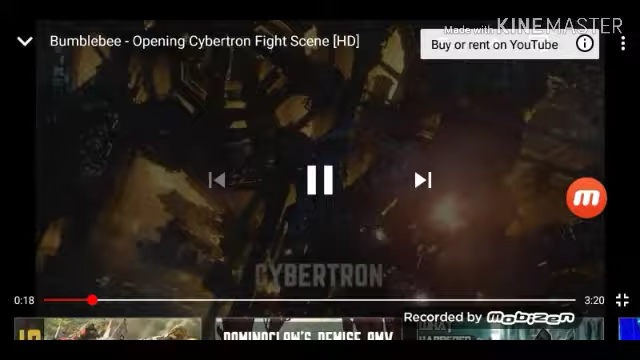 Made with KINEMASTER
Bumblebee - Opening Cybertron Fight Scene [HD]
Buy or rent on YouTube
CYBERTRON
0:18
3:20
Recorded by Mobizen
DOMINOCLAW'S DEMISE AMV